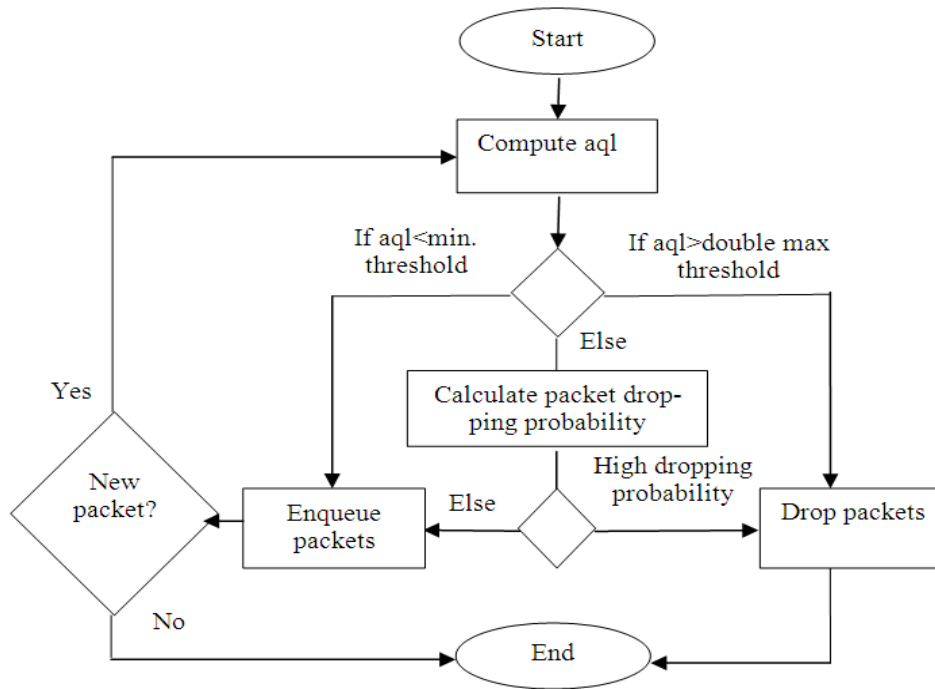 Start
Compute aql
If aql<min.
threshold
If aql>double max
threshold
Else
Yes
Calculate packet drop-
ping probability
High dropping
probability
New
packet?
Enqueue
packets
Else
Drop packets
No
End